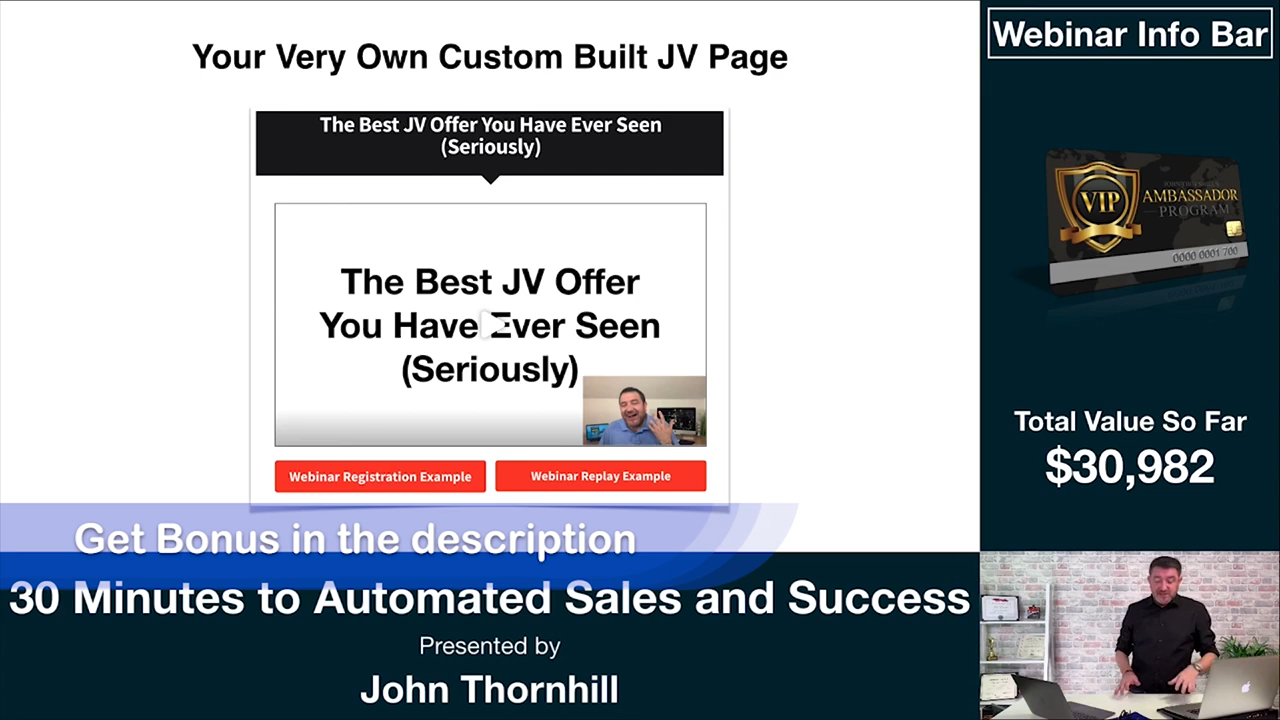 Your Very Own Custom Built JV Page
The Best JV Offer You Have Ever Seen
(Seriously)
The Best JV Offer
You Have Ever Seen
(Seriously)
Webinar Registration Example
Webinar Replay Example
Get Bonus in the description
30 Minutes to Automated Sales and Success
Presented by
John Thornhill
Webinar Info Bar
VIP
AMBASSADOR
PROGRAM
0000 0001 700
Total Value So Far
$30,982